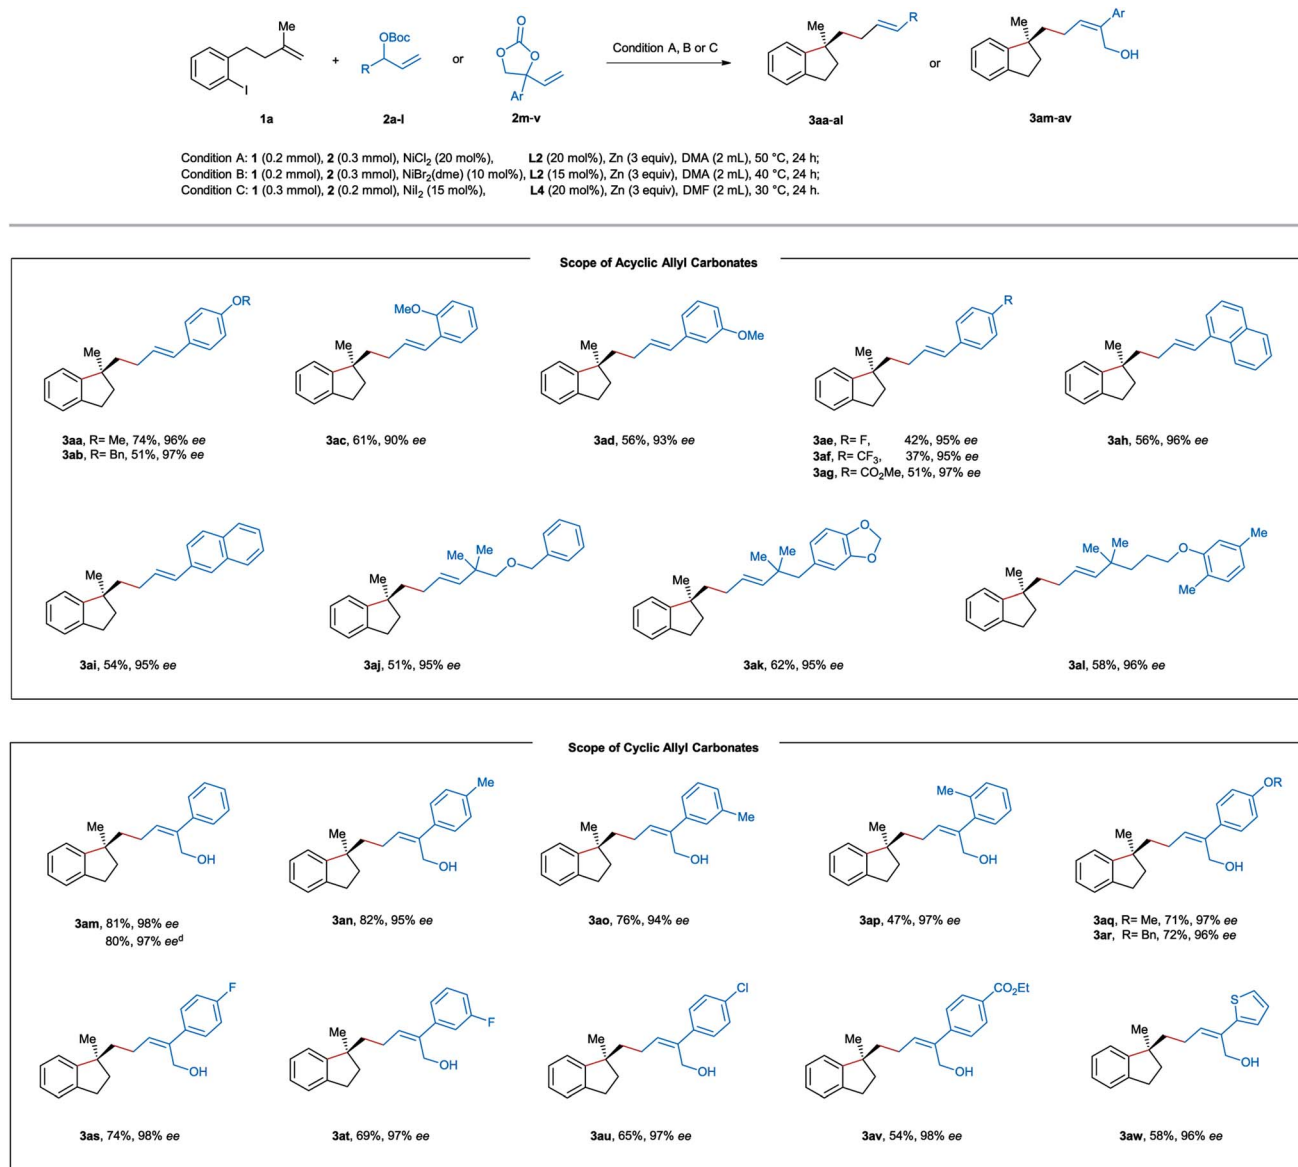 Me
I
1a
+
OBoc
R
2a-l
or
O
O
O
Ar
2m-v
Condition A, B or C
Me
R
3aa-al
or
Me
Ar
OH
3am-av
Condition A: 1 (0.2 mmol), 2 (0.3 mmol), NiCl2 (20 mol%), L2 (20 mol%), Zn (3 equiv), DMA (2 mL), 50 °C, 24 h;
Condition B: 1 (0.2 mmol), 2 (0.3 mmol), NiBr2(dme) (10 mol%), L2 (15 mol%), Zn (3 equiv), DMA (2 mL), 40 °C, 24 h;
Condition C: 1 (0.3 mmol), 2 (0.2 mmol), NiI2 (15 mol%), L4 (20 mol%), Zn (3 equiv), DMF (2 mL), 30 °C, 24 h.
Scope of Acyclic Allyl Carbonates
OR
Me
3aa, R= Me, 74%, 96% ee
3ab, R= Bn, 51%, 97% ee
MeO
Me
3ac, 61%, 90% ee
OMe
Me
3ad, 56%, 93% ee
R
Me
3ae, R= F, 42%, 95% ee
3af, R= CF3, 37%, 95% ee
3ag, R= CO2Me, 51%, 97% ee
Me
3ah, 56%, 96% ee
Me
3ai, 54%, 95% ee
Me Me
O
Me
3aj, 51%, 95% ee
O
O
Me Me
Me
3ak, 62%, 95% ee
Me Me
O
Me
Me
Me
3al, 58%, 96% ee
Scope of Cyclic Allyl Carbonates
Me
OH
3am, 81%, 98% ee
80%, 97% eed
Me
Me
OH
3an, 82%, 95% ee
Me
Me
OH
3ao, 76%, 94% ee
Me
Me
OH
3ap, 47%, 97% ee
OR
Me
OH
3aq, R= Me, 71%, 97% ee
3ar, R= Bn, 72%, 96% ee
F
Me
OH
3as, 74%, 98% ee
F
Me
OH
3at, 69%, 97% ee
Cl
Me
OH
3au, 65%, 97% ee
CO2Et
Me
OH
3av, 54%, 98% ee
S
Me
OH
3aw, 58%, 96% ee